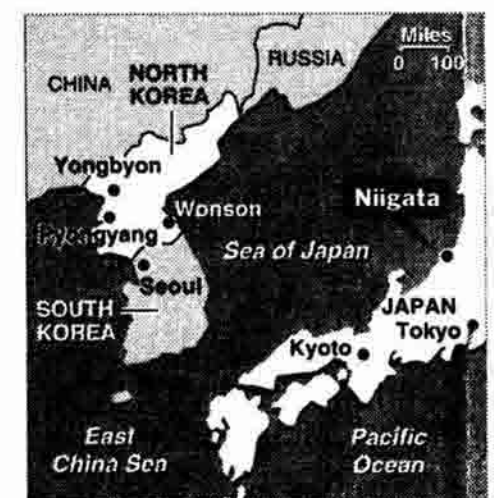 Miles
0 100
RUSSIA
CHINA
NORTH
KOREA
Yongbyon
Niigata
Wonson
Pyongyang
Sea of Japan
Seoul
SOUTH
KOREA
JAPAN
Tokyo
Kyoto
East
China Sea
Pacific
Ocean